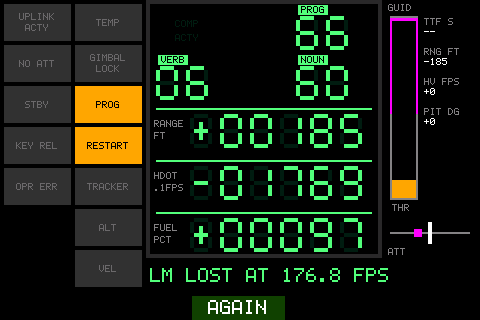 UPLINK ACTY
TEMP
NO ATT
GIMBAL LOCK
STBY
PROG
KEY REL
RESTART
OPR ERR
TRACKER
ALT
VEL
COMP ACTY
PROG
66
VERB
06
NOUN
60
RANGE FT
+00185
HDOT .1FPS
-01769
FUEL PCT
+00097
LM LOST AT 176.8 FPS
AGAIN
GUID
THR
ATT
TTF S
--
RNG FT
-185
HV FPS
+0
PIT DG
+0